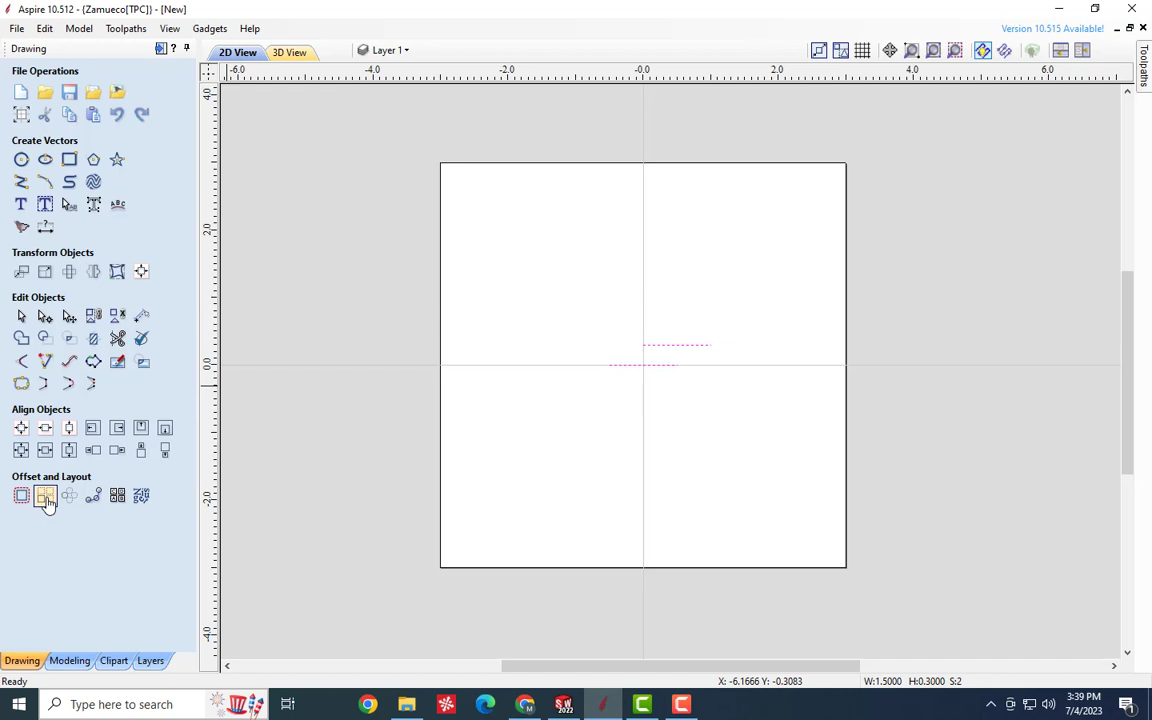 Aspire 10.512 - {Zamueco[TPC]} - [New]
File Edit Model Toolpaths View Gadgets Help
Version 10.515 Available!
Drawing
2D View 3D View Layer 1
Toolpaths
File Operations
-6.0 -4.0 -2.0 -0.0 2.0 4.0 6.0
4.0
2.0
0.0
-2.0
-4.0
Create Vectors
Transform Objects
Edit Objects
Align Objects
Offset and Layout
Drawing Modeling Clipart Layers
Ready
X: -6.1666 Y: -0.3083
W:1.5000 H:0.3000 S:2
Type here to search
3:39 PM
7/4/2023